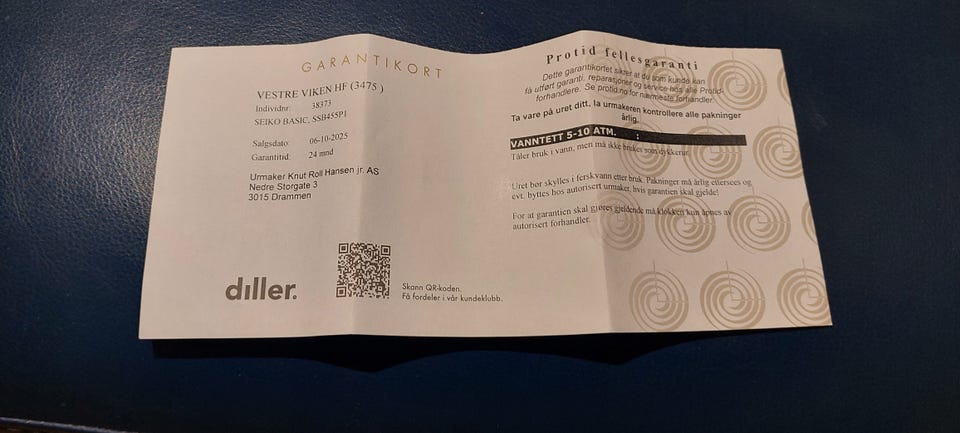 GARANTIKORT
VESTRE VIKEN HF (3475 )
Individnr: 38373
SEIKO BASIC, SSB455P1
Salgsdato: 06-10-2025
Garantitid: 24 mnd
Urmaker Knut Roll Hansen jr. AS
Nedre Storgate 3
3015 Drammen
diller.
Skann QR-koden.
Få fordeler i vår kundeklubb.
Protid fellesgaranti
Dette garantikortet sikrer at du som kunde kan
få utført garanti, reparasjoner og service hos alle Protid-
forhandlere. Se protid.no for nærmeste forhandler.
Ta vare på uret ditt, la urmakeren kontrollere alle pakninger
årlig.
VANNTETT 5-10 ATM. :
Tåler bruk i vann, men må ikke brukes som dykkerur.
Uret bør skylles i ferskvann etter bruk. Pakninger må årlig ettersees og
evt. byttes hos autorisert urmaker, hvis garantien skal gjelde!
For at garantien skal gjøres gjeldende må klokken kun åpnes av
autorisert forhandler.